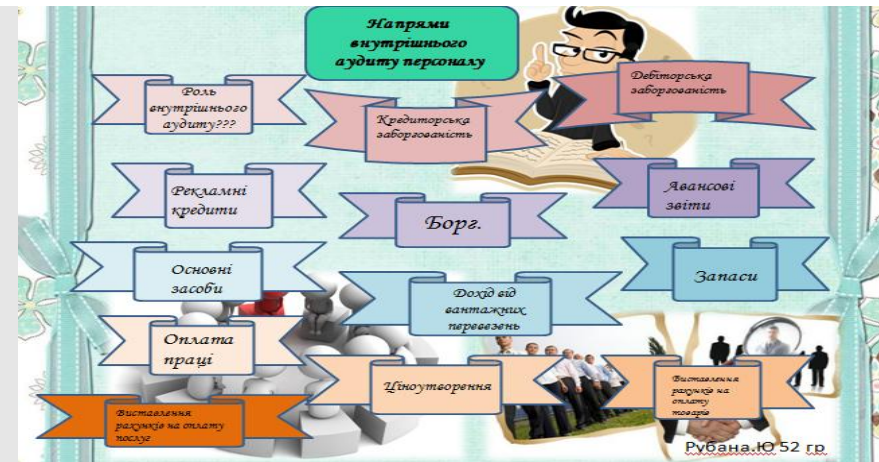 Напрями
внутрішнього
аудиту персоналу
Роль
внутрішнього
аудиту???
Кредиторська
заборгованість
Дебіторська
заборгованість
Рекламні
кредити
Борг.
Авансові
звіти
Основні
засоби
Дохід від
вантажних
перевезень
Запаси
Оплата
праці
Ціноутворення
Виставлення
рахунків на
оплату
товарів
Виставлення
рахунків на оплату
послуг
Рубана.Ю 52 гр